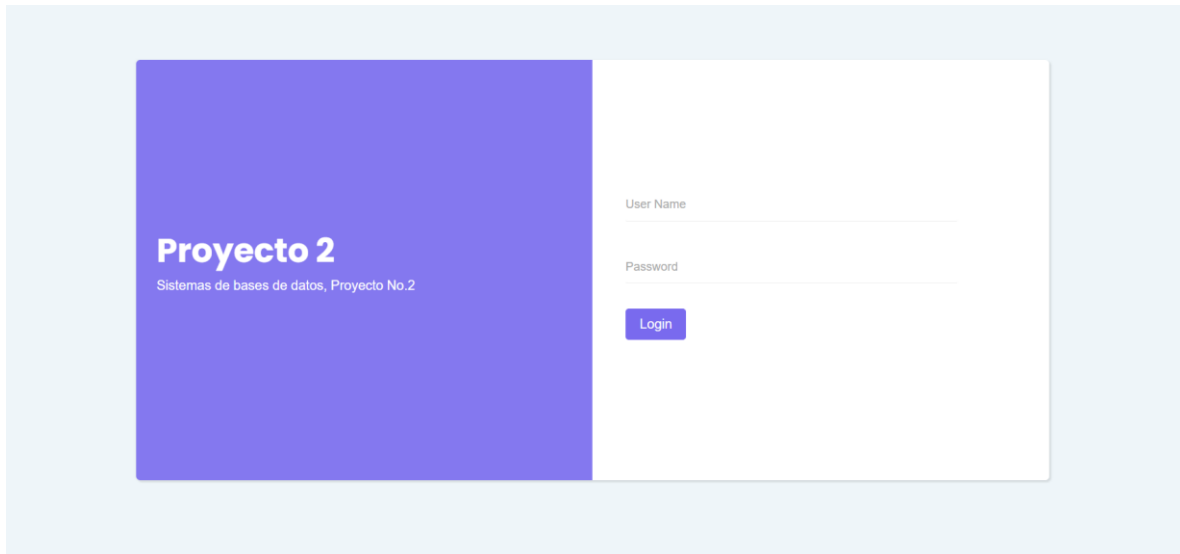 Proyecto 2
Sistemas de bases de datos, Proyecto No.2
User Name
Password
Login